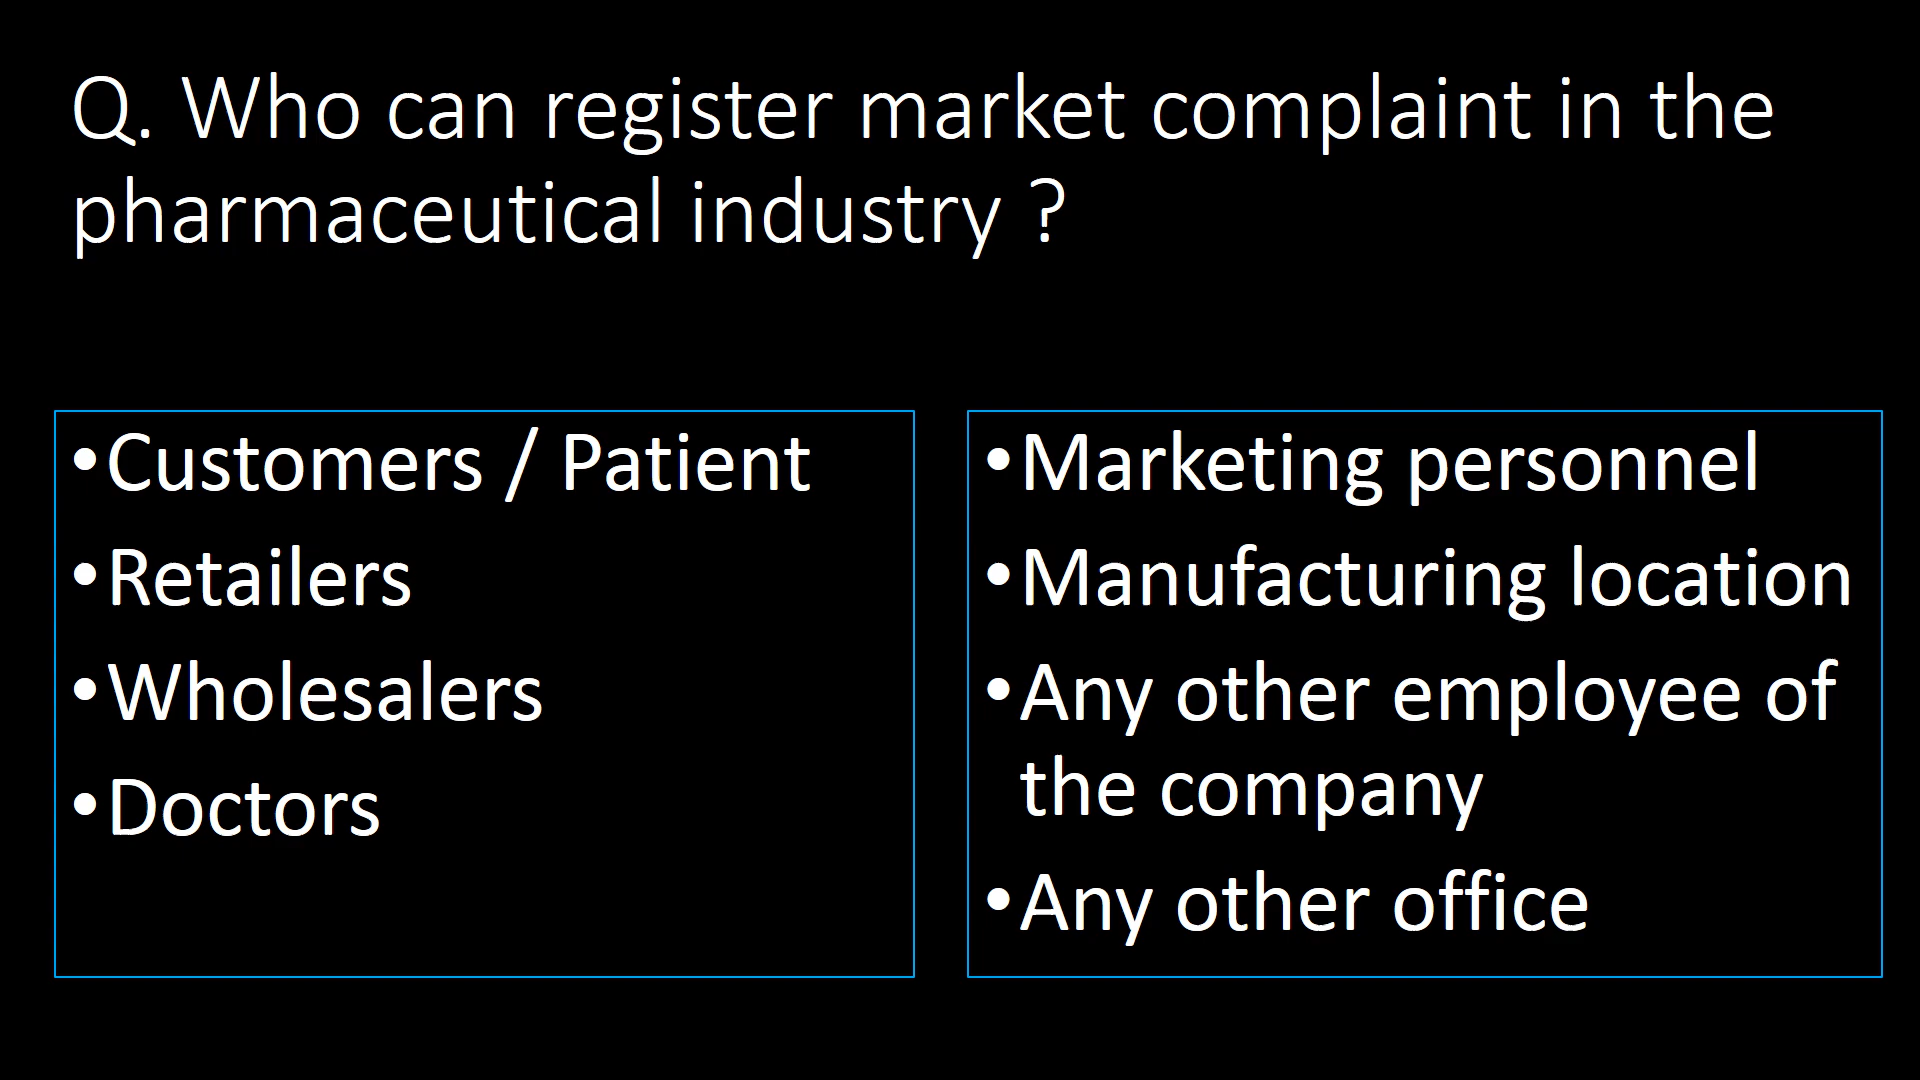 Q. Who can register market complaint in the
pharmaceutical industry ?
•Customers / Patient
•Retailers
•Wholesalers
•Doctors
•Marketing personnel
•Manufacturing location
•Any other employee of
the company
•Any other office